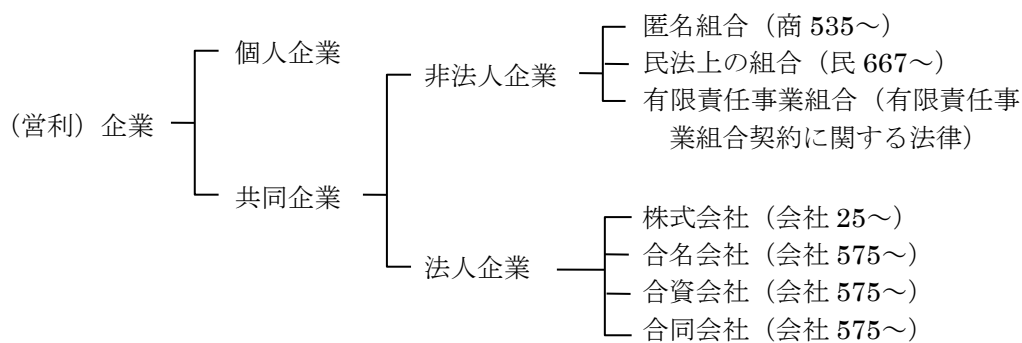 (営利)企業
個人企業
共同企業
非法人企業
匿名組合(商 535~)
民法上の組合(民 667~)
有限責任事業組合(有限責任事
業組合契約に関する法律)
法人企業
株式会社(会社 25~)
合名会社(会社 575~)
合資会社(会社 575~)
合同会社(会社 575~)